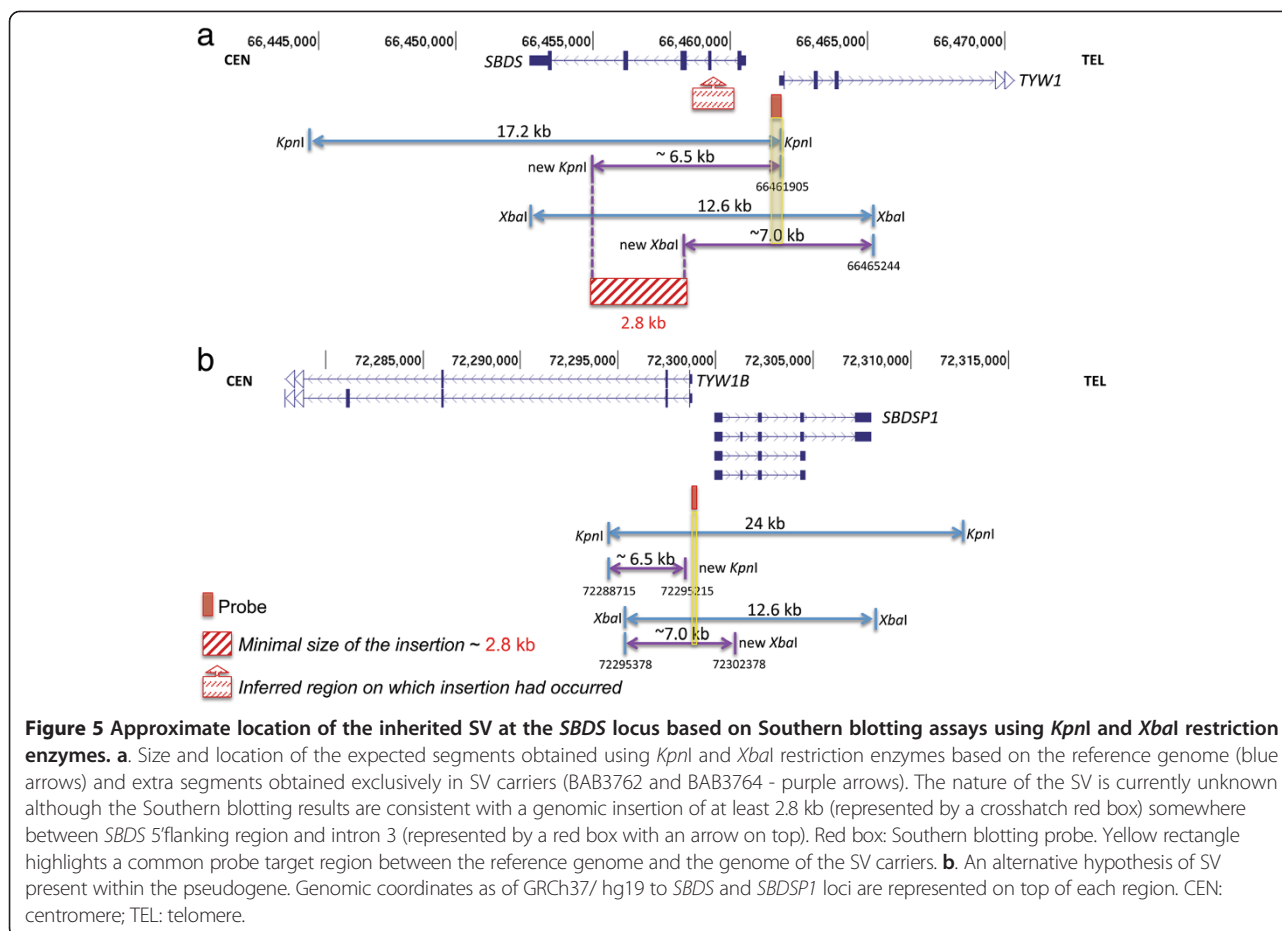 a
66,445,000 66,450,000 66,455,000 66,460,000 66,465,000 66,470,000
CEN SBDS TEL
TYW1
17.2 kb
KpnI KpnI
~ 6.5 kb
new KpnI
66461905
12.6 kb
XbaI XbaI
~7.0 kb
new XbaI
66465244
2.8 kb
b
72,285,000 72,290,000 72,295,000 72,300,000 72,305,000 72,310,000 72,315,000
CEN TYW1B TEL
SBDSP1
24 kb
KpnI KpnI
~ 6.5 kb
new KpnI
72288715 72295215
Probe
12.6 kb
XbaI XbaI
~7.0 kb
new XbaI
Minimal size of the insertion ~ 2.8 kb
72295378 72302378
Inferred region on which insertion had occurred
Figure 5 Approximate location of the inherited SV at the SBDS locus based on Southern blotting assays using KpnI and XbaI restriction
enzymes. a. Size and location of the expected segments obtained using KpnI and XbaI restriction enzymes based on the reference genome (blue
arrows) and extra segments obtained exclusively in SV carriers (BAB3762 and BAB3764 - purple arrows). The nature of the SV is currently unknown
although the Southern blotting results are consistent with a genomic insertion of at least 2.8 kb (represented by a crosshatch red box) somewhere
between SBDS 5'flanking region and intron 3 (represented by a red box with an arrow on top). Red box: Southern blotting probe. Yellow rectangle
highlights a common probe target region between the reference genome and the genome of the SV carriers. b. An alternative hypothesis of SV
present within the pseudogene. Genomic coordinates as of GRCh37/ hg19 to SBDS and SBDSP1 loci are represented on top of each region. CEN:
centromere; TEL: telomere.